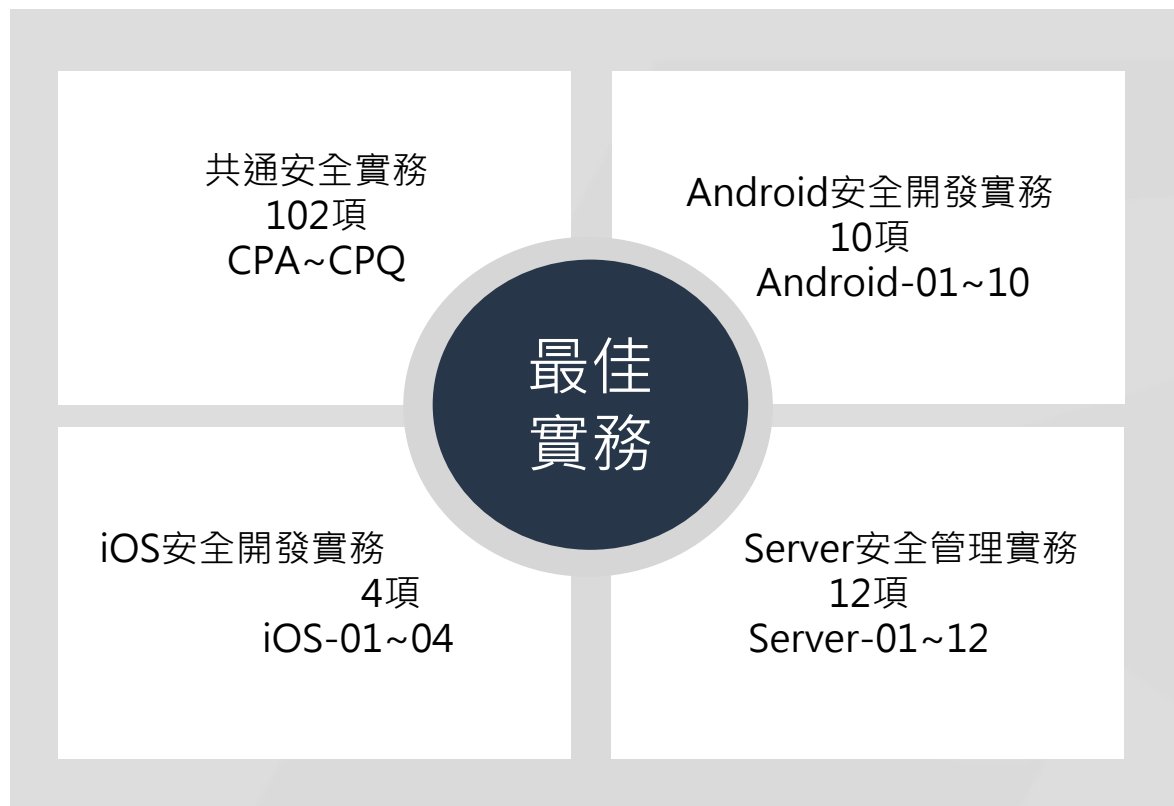 共通安全實務
102項
CPA~CPQ
Android安全開發實務
10項
Android-01~10
最佳
實務
iOS安全開發實務
4項
iOS-01~04
Server安全管理實務
12項
Server-01~12